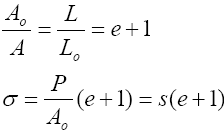 A_o/A = L/L_o = e + 1
σ = P/A_o (e + 1) = s(e + 1)